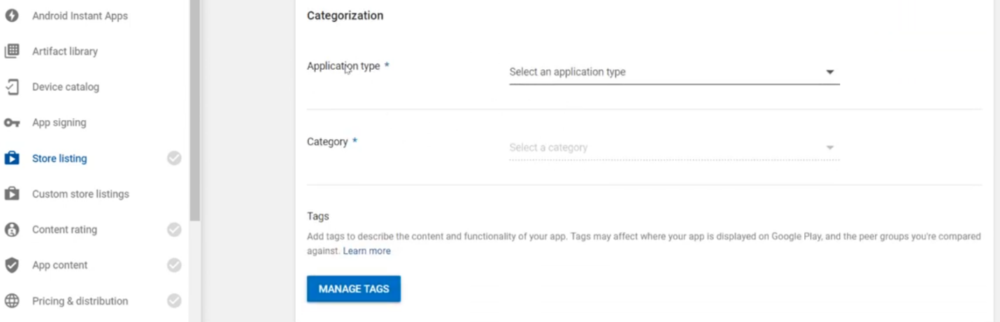 Android Instant Apps
Artifact library
Device catalog
App signing
Store listing
Custom store listings
Content rating
App content
Pricing & distribution
Categorization
Application type *
Select an application type
Category *
Select a category
Tags
Add tags to describe the content and functionality of your app. Tags may affect where your app is displayed on Google Play, and the peer groups you're compared
against. Learn more
MANAGE TAGS